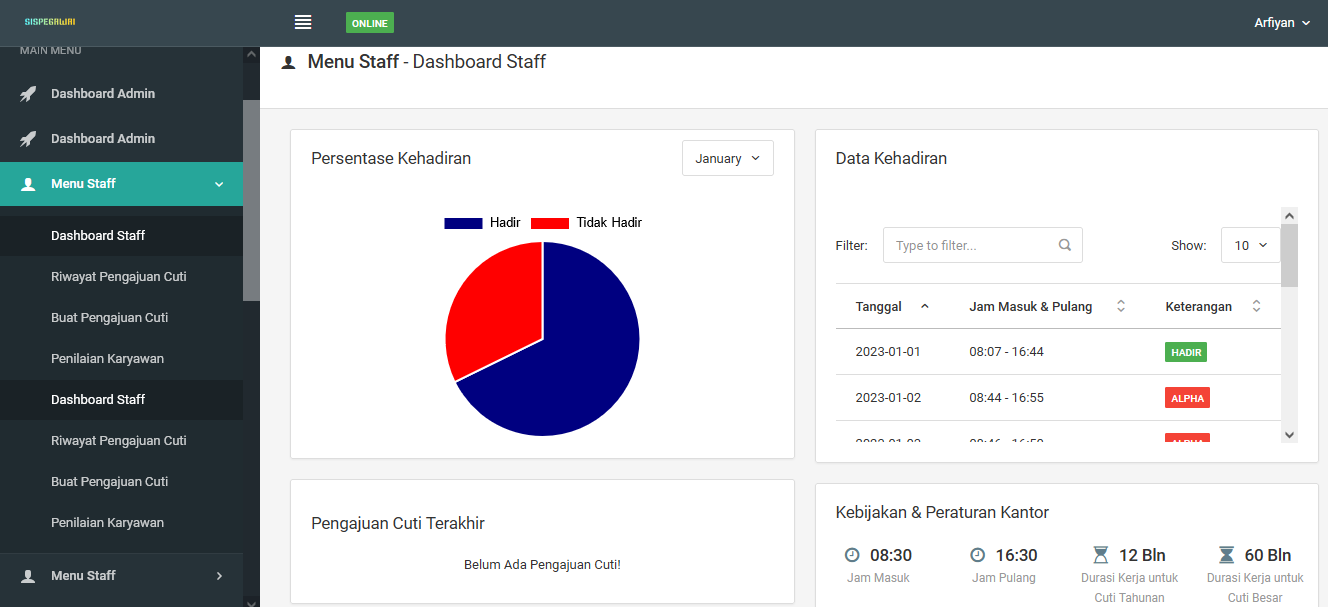 SISPEGAWAI
ONLINE
Arfiyan
MAIN MENU
Dashboard Admin
Dashboard Admin
Menu Staff
Dashboard Staff
Riwayat Pengajuan Cuti
Buat Pengajuan Cuti
Penilaian Karyawan
Dashboard Staff
Riwayat Pengajuan Cuti
Buat Pengajuan Cuti
Penilaian Karyawan
Menu Staff
Menu Staff - Dashboard Staff
Persentase Kehadiran
January
Hadir Tidak Hadir
Pengajuan Cuti Terakhir
Belum Ada Pengajuan Cuti!
Data Kehadiran
Filter: Type to filter... Show: 10
Tanggal Jam Masuk & Pulang Keterangan
2023-01-01 08:07 - 16:44 HADIR
2023-01-02 08:44 - 16:55 ALPHA
ALPHA
Kebijakan & Peraturan Kantor
08:30 16:30 12 Bln 60 Bln
Jam Masuk Jam Pulang Durasi Kerja untuk Durasi Kerja untuk
Cuti Tahunan Cuti Besar